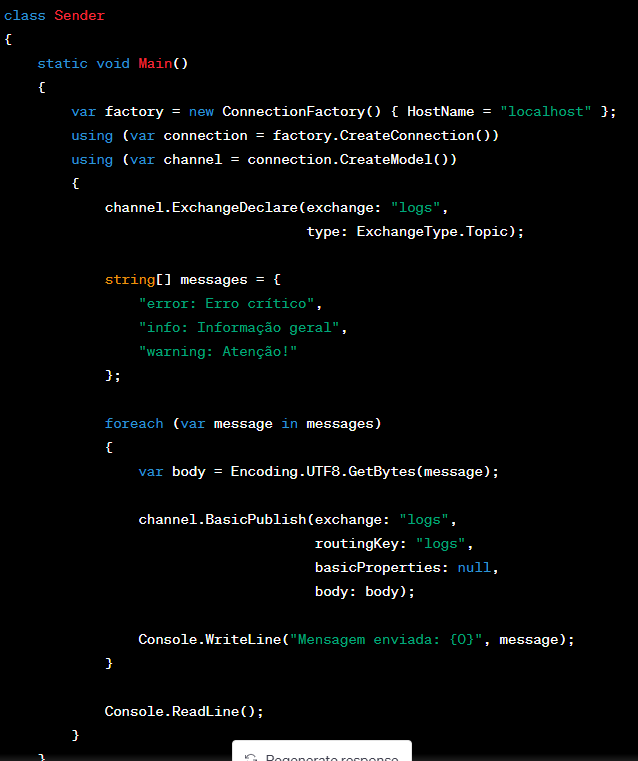 class Sender
{
    static void Main()
    {
        var factory = new ConnectionFactory() { HostName = "localhost" };
        using (var connection = factory.CreateConnection())
        using (var channel = connection.CreateModel())
        {
            channel.ExchangeDeclare(exchange: "logs",
                                    type: ExchangeType.Topic);

            string[] messages = {
                "error: Erro crítico",
                "info: Informação geral",
                "warning: Atenção!"
            };

            foreach (var message in messages)
            {
                var body = Encoding.UTF8.GetBytes(message);

                channel.BasicPublish(exchange: "logs",
                                     routingKey: "logs",
                                     basicProperties: null,
                                     body: body);

                Console.WriteLine("Mensagem enviada: {0}", message);
            }

            Console.ReadLine();
        }
    }
Regenerate response